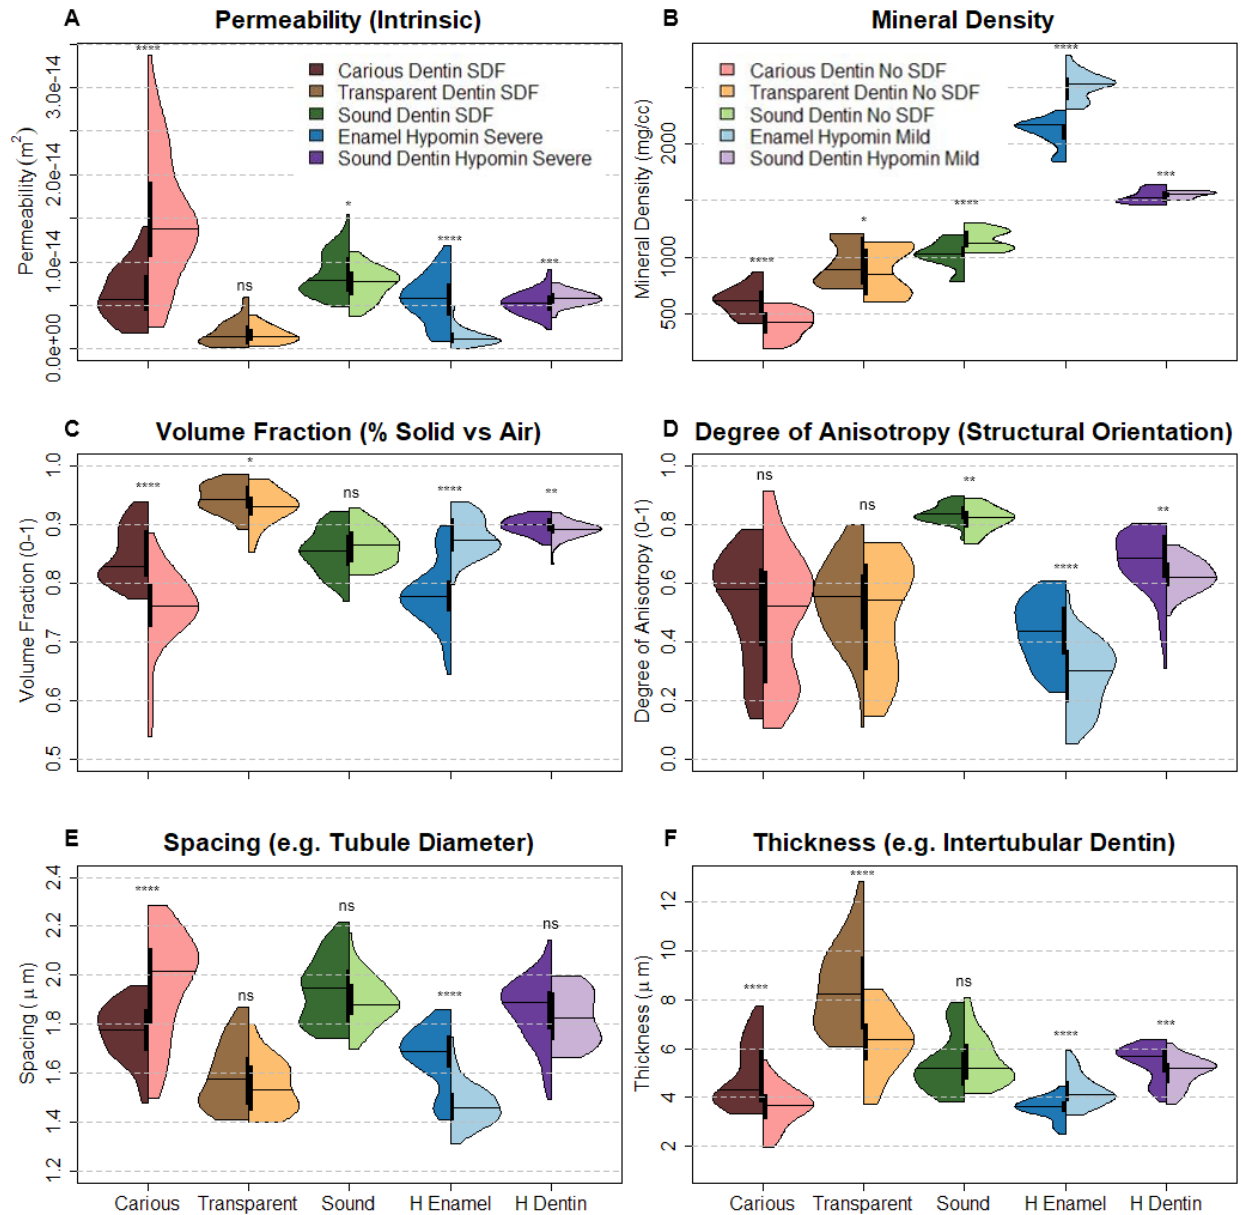 A Permeability (Intrinsic)
Permeability (m²)
0.0e+00 1.0e-14 2.0e-14 3.0e-14
**** ns * **** ***
Carious Dentin SDF
Transparent Dentin SDF
Sound Dentin SDF
Enamel Hypomin Severe
Sound Dentin Hypomin Severe
B Mineral Density
Mineral Density (mg/cc)
500 1000 2000
**** * **** **** ***
Carious Dentin No SDF
Transparent Dentin No SDF
Sound Dentin No SDF
Enamel Hypomin Mild
Sound Dentin Hypomin Mild
C Volume Fraction (% Solid vs Air)
Volume Fraction (0-1)
0.5 0.6 0.7 0.8 0.9 1.0
**** * ns **** **
D Degree of Anisotropy (Structural Orientation)
Degree of Anisotropy (0-1)
0.0 0.2 0.4 0.6 0.8 1.0
ns ns ** **** **
E Spacing (e.g. Tubule Diameter)
Spacing (μ m)
1.2 1.4 1.6 1.8 2.0 2.2 2.4
**** ns ns **** ns
Carious Transparent Sound H Enamel H Dentin
F Thickness (e.g. Intertubular Dentin)
Thickness (μ m)
2 4 6 8 10 12
**** **** ns **** ***
Carious Transparent Sound H Enamel H Dentin